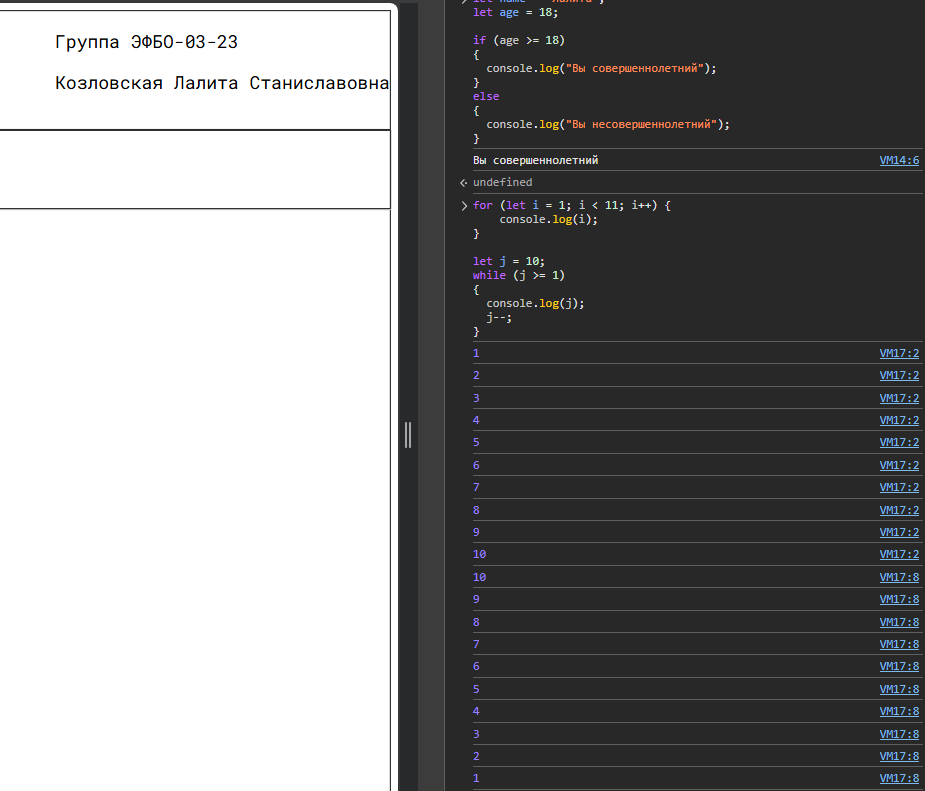 Группа ЭФБО-03-23
Козловская Лалита Станиславовна
let age = 18;
if (age >= 18)
{
console.log("Вы совершеннолетний");
}
else
{
console.log("Вы несовершеннолетний");
}
Вы совершеннолетний VM14:6
undefined
for (let i = 1; i < 11; i++) {
console.log(i);
}
let j = 10;
while (j >= 1)
{
console.log(j);
j--;
}
1 VM17:2
2 VM17:2
3 VM17:2
4 VM17:2
5 VM17:2
6 VM17:2
7 VM17:2
8 VM17:2
9 VM17:2
10 VM17:2
10 VM17:8
9 VM17:8
8 VM17:8
7 VM17:8
6 VM17:8
5 VM17:8
4 VM17:8
3 VM17:8
2 VM17:8
1 VM17:8